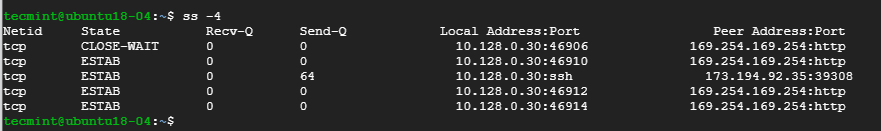 tecmint@ubuntu18-04:~$ ss -4
Netid State Recv-Q Send-Q Local Address:Port Peer Address:Port
tcp CLOSE-WAIT 0 0 10.128.0.30:46906 169.254.169.254:http
tcp ESTAB 0 0 10.128.0.30:46910 169.254.169.254:http
tcp ESTAB 0 64 10.128.0.30:ssh 173.194.92.35:39308
tcp ESTAB 0 0 10.128.0.30:46912 169.254.169.254:http
tcp ESTAB 0 0 10.128.0.30:46914 169.254.169.254:http
tecmint@ubuntu18-04:~$